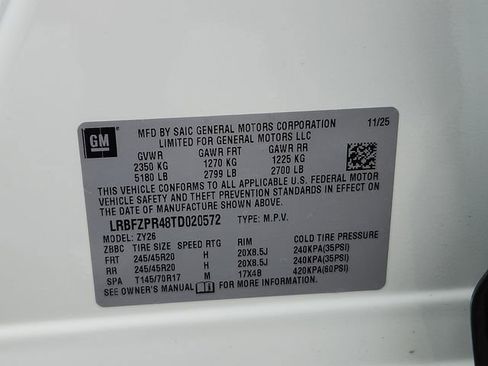 GM
MFD BY SAIC GENERAL MOTORS CORPORATION 11/25
LIMITED FOR GENERAL MOTORS LLC
GVWR GAWR FRT GAWR RR
2350 KG 1270 KG 1225 KG
5180 LB 2799 LB 2700 LB
THIS VEHICLE CONFORMS TO ALL APPLICABLE U.S. FEDERAL MOTOR
VEHICLE SAFETY AND THEFT PREVENTION STANDARDS IN EFFECT ON
THE DATE OF MANUFACTURE SHOWN ABOVE.
LRBFZPR48TD020572 TYPE: M.P.V.
MODEL: ZY26
ZBBC TIRE SIZE SPEED RTG RIM COLD TIRE PRESSURE
FRT 245/45R20 H 20X8.5J 240KPA(35PSI)
RR 245/45R20 H 20X8.5J 240KPA(35PSI)
SPA T145/70R17 M 17X4B 420KPA(60PSI)
SEE OWNER'S MANUAL FOR MORE INFORMATION.